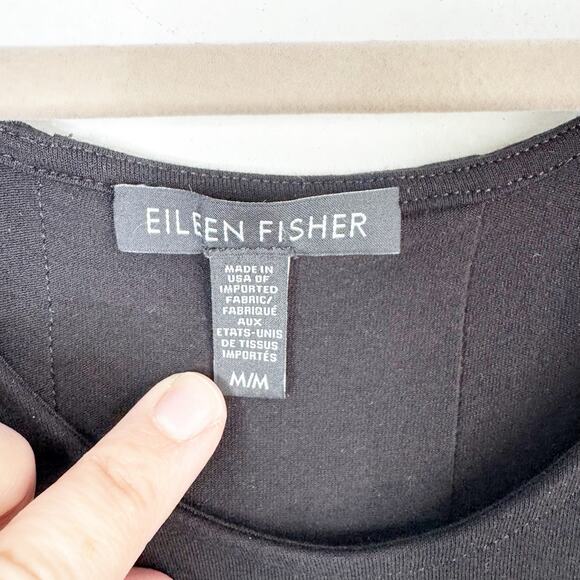 EILEEN FISHER
MADE IN
USA OF
IMPORTED
FABRIC/
FABRIQUÉ
AUX
ETATS-UNIS
DE TISSUS
IMPORTÉS
M/M